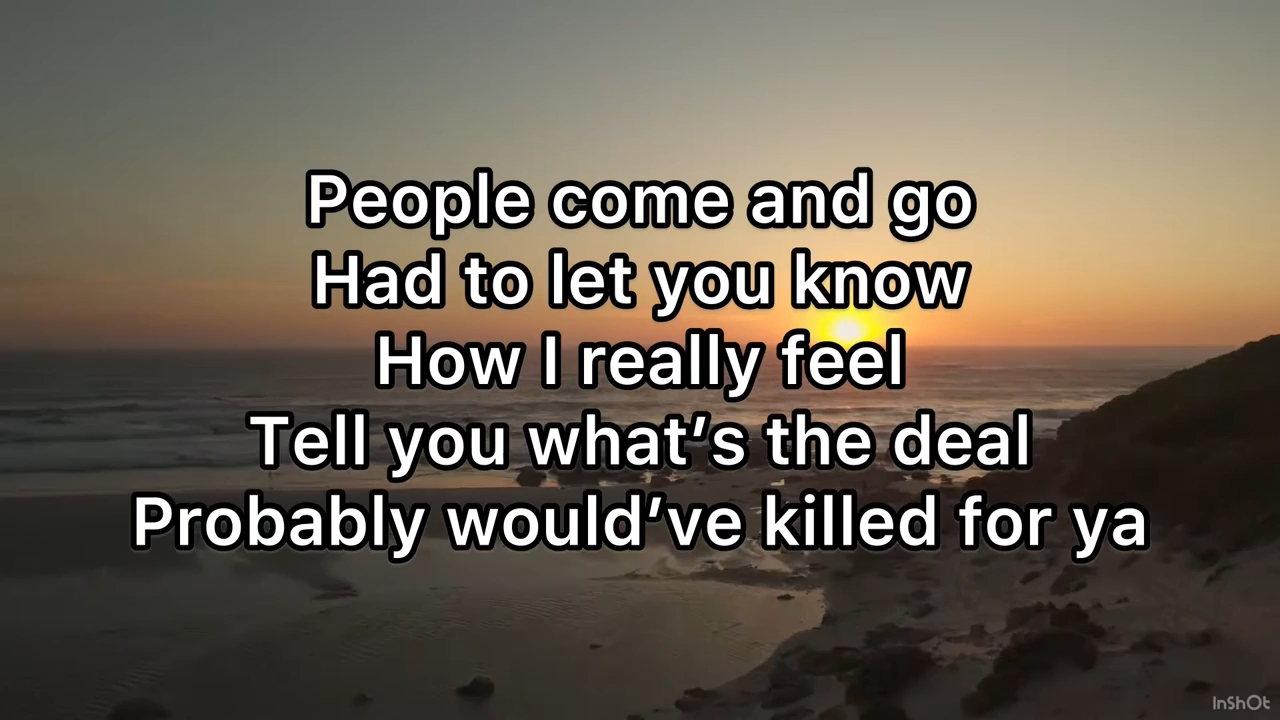 People come and go
Had to let you know
How I really feel
Tell you what’s the deal
Probably would’ve killed for ya
InShOt